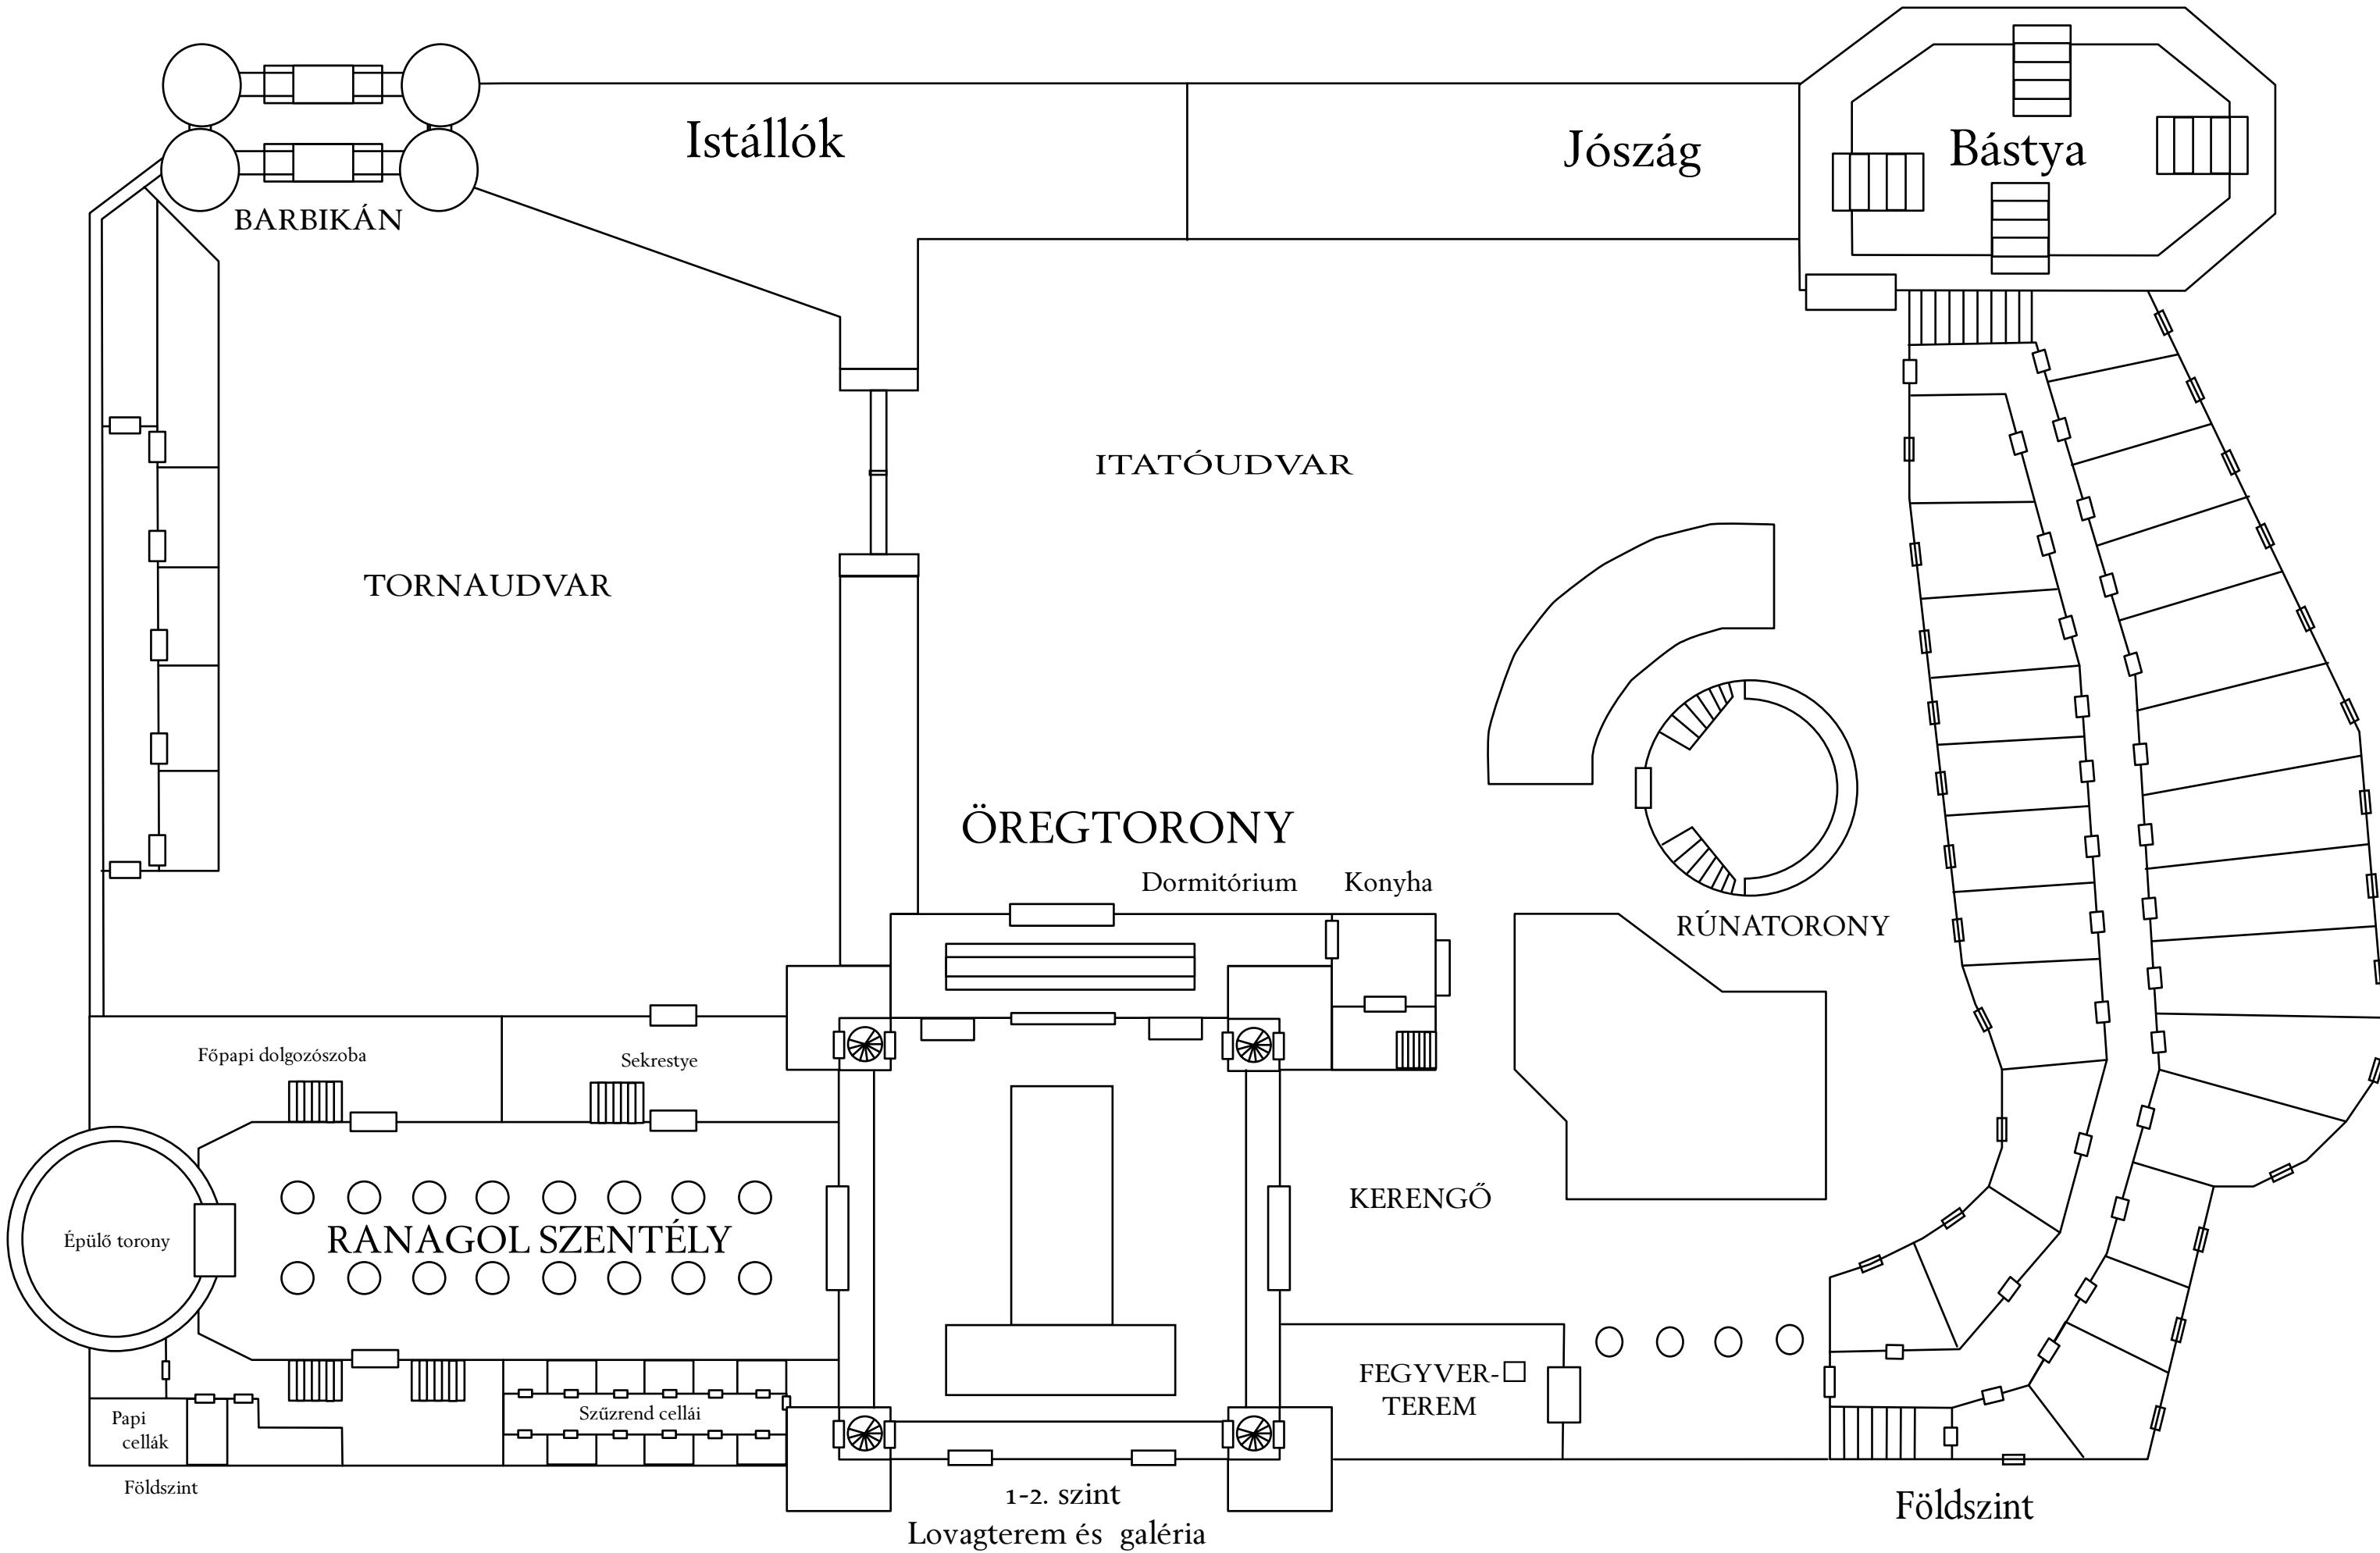 Istállók
Jószág
Bástya
BARBIKÁN
ITATÓUDVAR
TORNAUDVAR
ÖREGTORONY
Dormitórium
Konyha
RÚNATORONY
Főpapi dolgozószoba
Sekrestye
KERENGŐ
Épülő torony
RANAGOL SZENTÉLY
FEGYVER-
TEREM
Papi
cellák
Szűzrend cellái
Földszint
1-2. szint
Lovagterem és galéria
Földszint